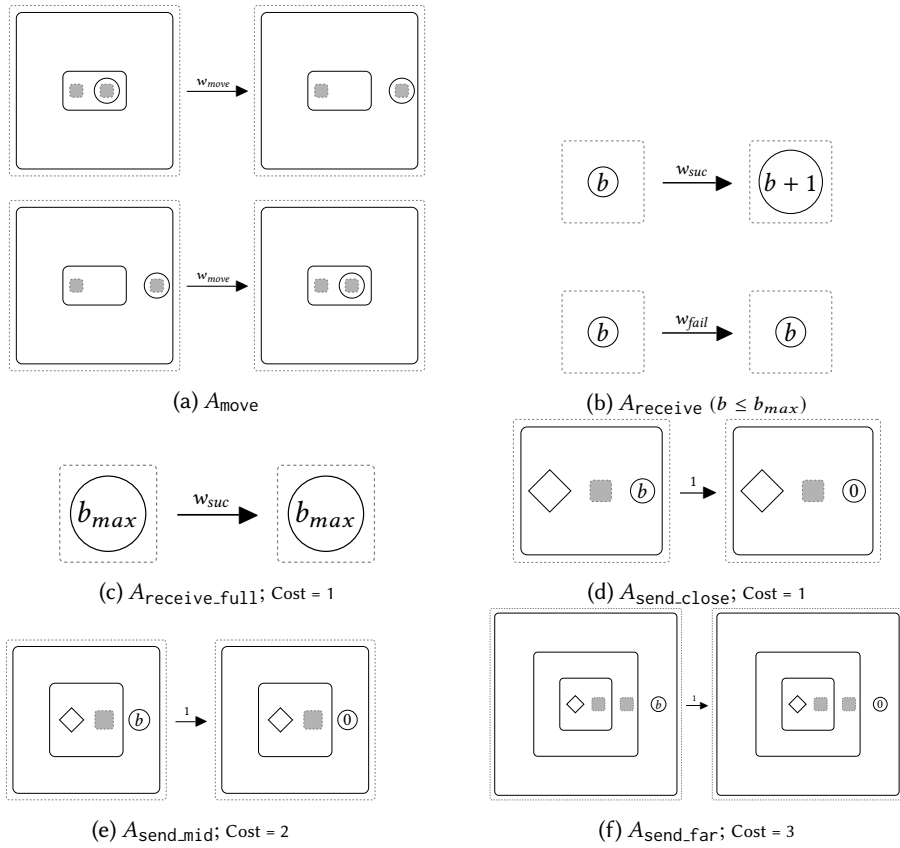 w_move
w_move
(a) A_move
b w_suc b + 1
b w_fail b
(b) A_receive (b ≤ b_max)
b_max w_suc b_max
(c) A_receive_full; Cost = 1
b 1 0
(d) A_send_close; Cost = 1
b 1 0
(e) A_send_mid; Cost = 2
b 1 0
(f) A_send_far; Cost = 3